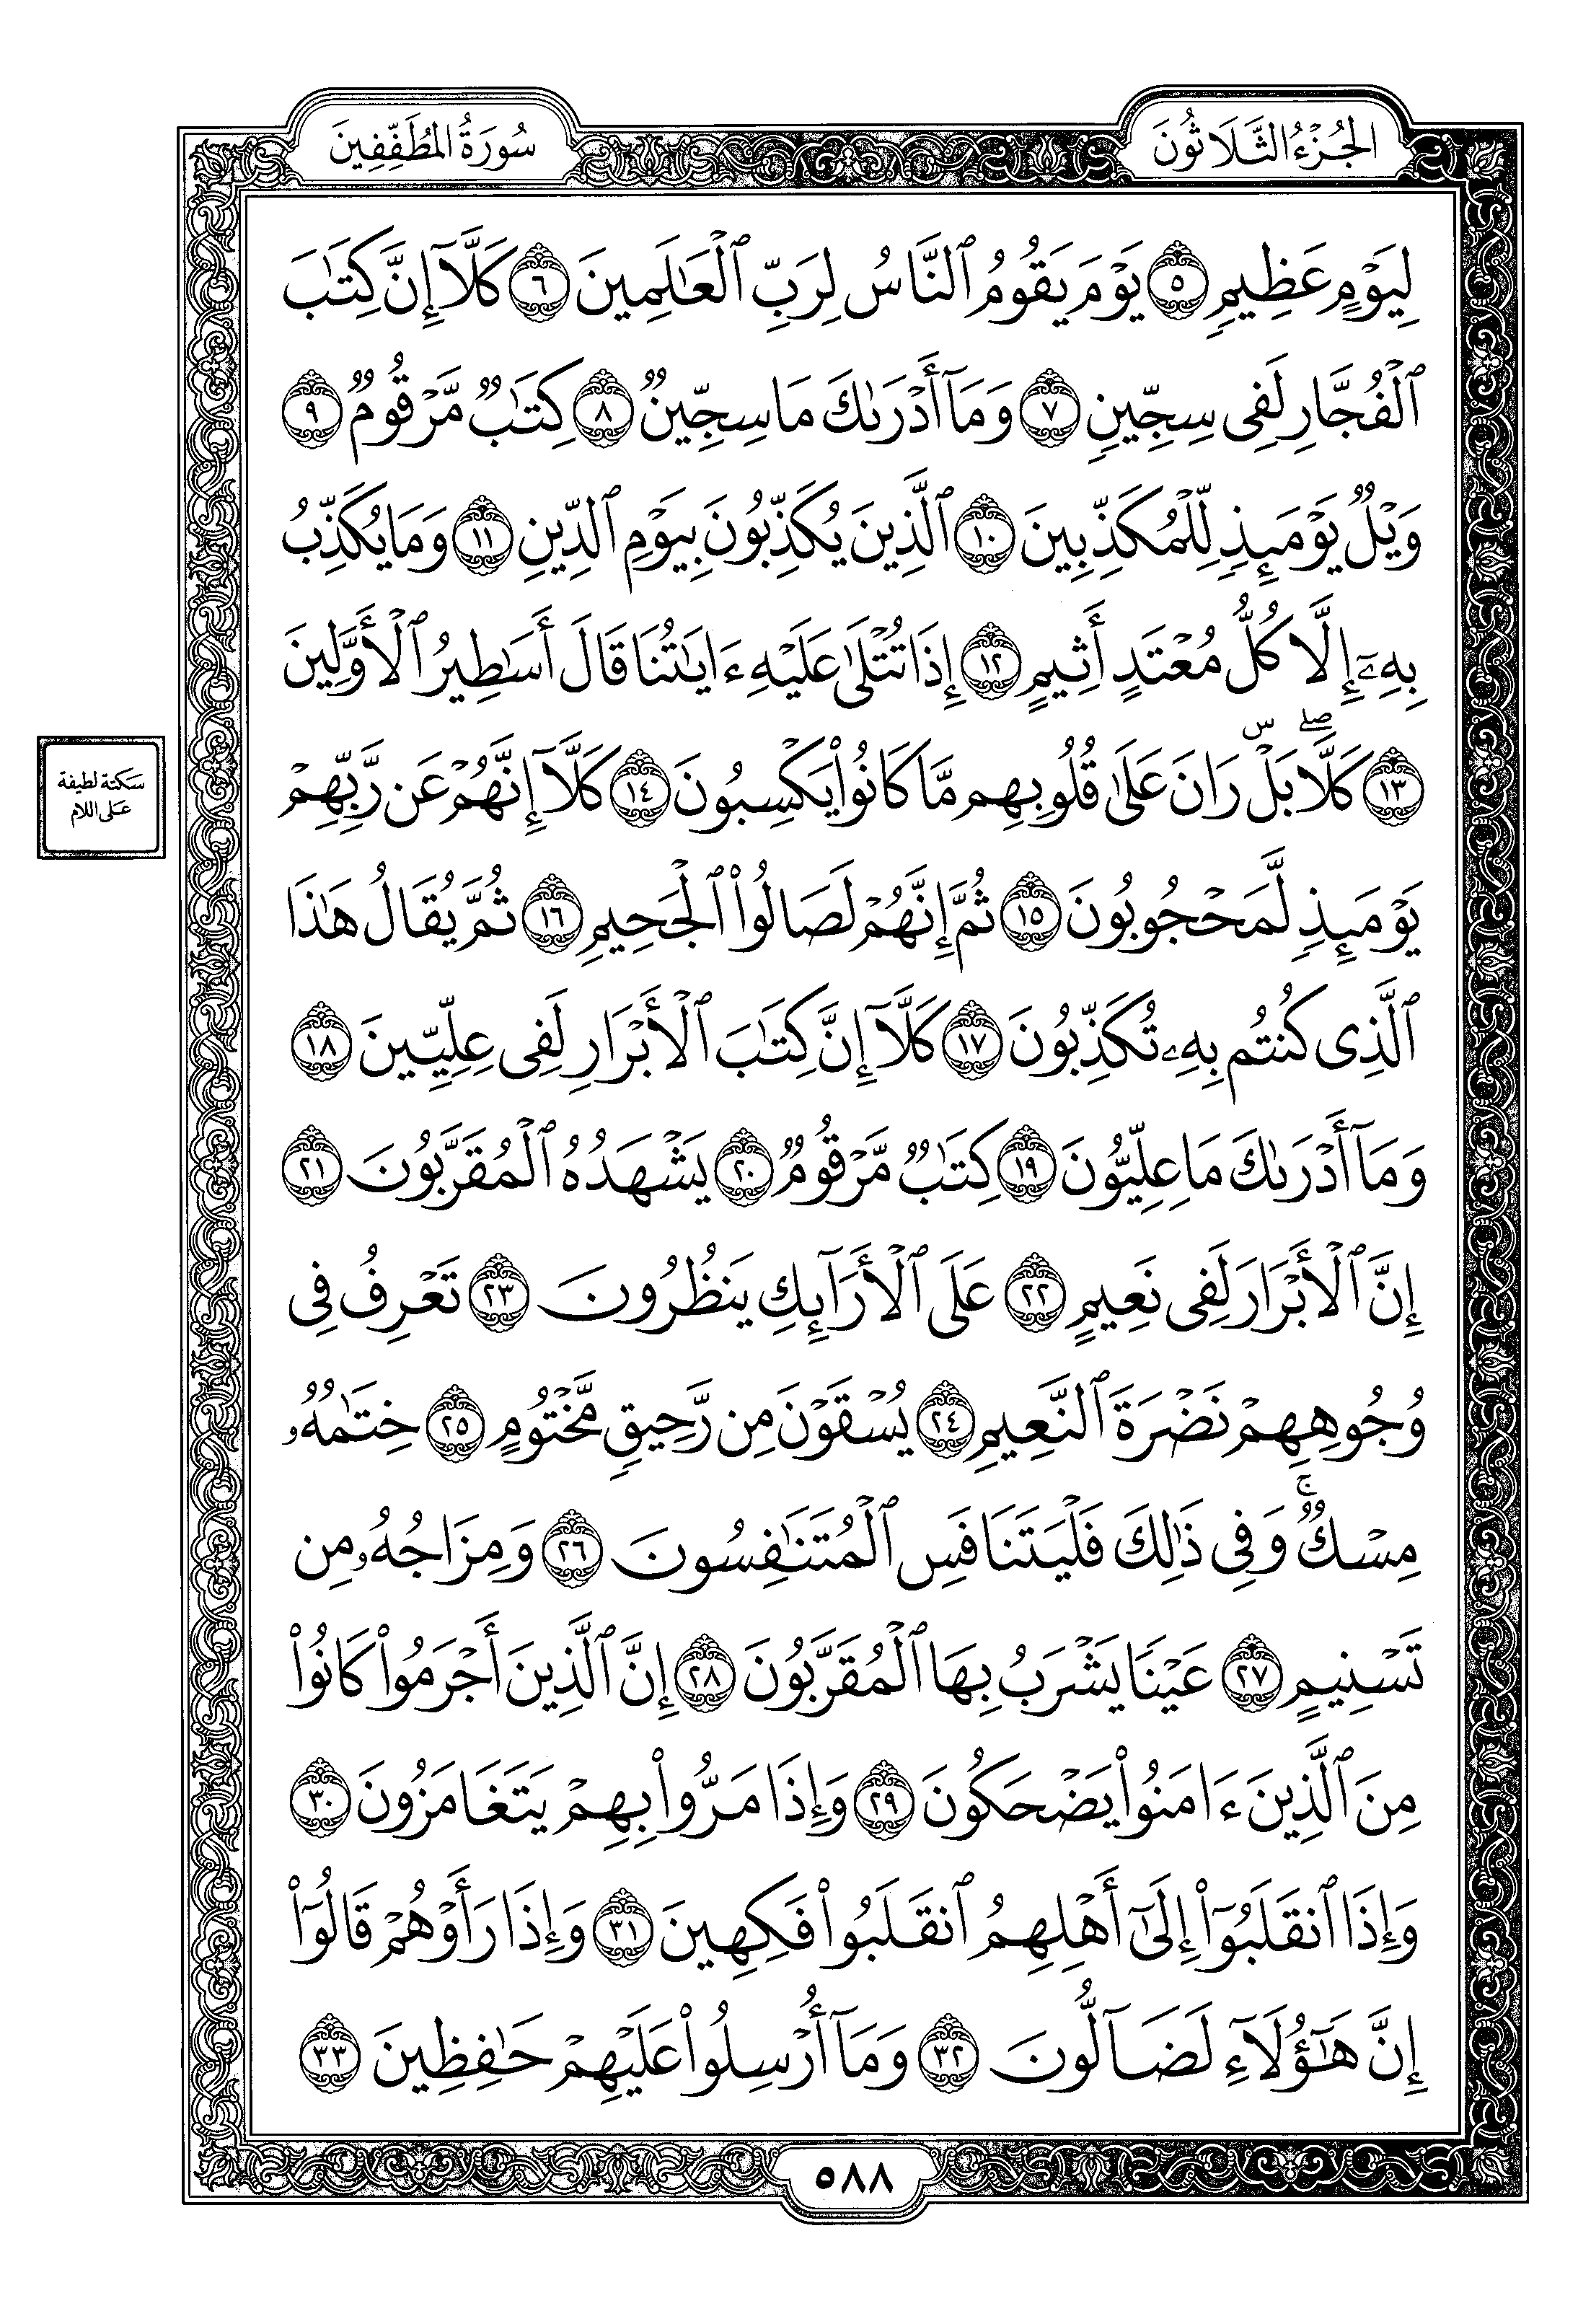 الجُزْءُ الثَّلَاثُونَ
سُورَةُ المُطَفِّفِينَ
لِيَوْمٍ عَظِيمٍ ٥ يَوْمَ يَقُومُ ٱلنَّاسُ لِرَبِّ ٱلْعَٰلَمِينَ ٦ كَلَّآ إِنَّ كِتَٰبَ
ٱلْفُجَّارِ لَفِى سِجِّينٍ ٧ وَمَآ أَدْرَىٰكَ مَا سِجِّينٌ ٨ كِتَٰبٌ مَّرْقُومٌ ٩
وَيْلٌ يَوْمَئِذٍ لِّلْمُكَذِّبِينَ ١٠ ٱلَّذِينَ يُكَذِّبُونَ بِيَوْمِ ٱلدِّينِ ١١ وَمَا يُكَذِّبُ
بِهِۦٓ إِلَّا كُلُّ مُعْتَدٍ أَثِيمٍ ١٢ إِذَا تُتْلَىٰ عَلَيْهِ ءَايَٰتُنَا قَالَ أَسَٰطِيرُ ٱلْأَوَّلِينَ
١٣ كَلَّا ۖ بَلْ ۜ رَانَ عَلَىٰ قُلُوبِهِم مَّا كَانُوا۟ يَكْسِبُونَ ١٤ كَلَّآ إِنَّهُمْ عَن رَّبِّهِمْ
يَوْمَئِذٍ لَّمَحْجُوبُونَ ١٥ ثُمَّ إِنَّهُمْ لَصَالُوا۟ ٱلْجَحِيمِ ١٦ ثُمَّ يُقَالُ هَٰذَا
ٱلَّذِى كُنتُم بِهِۦ تُكَذِّبُونَ ١٧ كَلَّآ إِنَّ كِتَٰبَ ٱلْأَبْرَارِ لَفِى عِلِّيِّينَ ١٨
وَمَآ أَدْرَىٰكَ مَا عِلِّيُّونَ ١٩ كِتَٰبٌ مَّرْقُومٌ ٢٠ يَشْهَدُهُ ٱلْمُقَرَّبُونَ ٢١
إِنَّ ٱلْأَبْرَارَ لَفِى نَعِيمٍ ٢٢ عَلَى ٱلْأَرَآئِكِ يَنظُرُونَ ٢٣ تَعْرِفُ فِى
وُجُوهِهِمْ نَضْرَةَ ٱلنَّعِيمِ ٢٤ يُسْقَوْنَ مِن رَّحِيقٍ مَّخْتُومٍ ٢٥ خِتَٰمُهُۥ
مِسْكٌ ۚ وَفِى ذَٰلِكَ فَلْيَتَنَافَسِ ٱلْمُتَنَٰفِسُونَ ٢٦ وَمِزَاجُهُۥ مِن
تَسْنِيمٍ ٢٧ عَيْنًا يَشْرَبُ بِهَا ٱلْمُقَرَّبُونَ ٢٨ إِنَّ ٱلَّذِينَ أَجْرَمُوا۟ كَانُوا۟
مِنَ ٱلَّذِينَ ءَامَنُوا۟ يَضْحَكُونَ ٢٩ وَإِذَا مَرُّوا۟ بِهِمْ يَتَغَامَزُونَ ٣٠
وَإِذَا ٱنقَلَبُوٓا۟ إِلَىٰٓ أَهْلِهِمُ ٱنقَلَبُوا۟ فَكِهِينَ ٣١ وَإِذَا رَأَوْهُمْ قَالُوٓا۟
إِنَّ هَٰٓؤُلَآءِ لَضَآلُّونَ ٣٢ وَمَآ أُرْسِلُوا۟ عَلَيْهِمْ حَٰفِظِينَ ٣٣
سَكتة لطيفة
عَلى اللام
٥٨٨